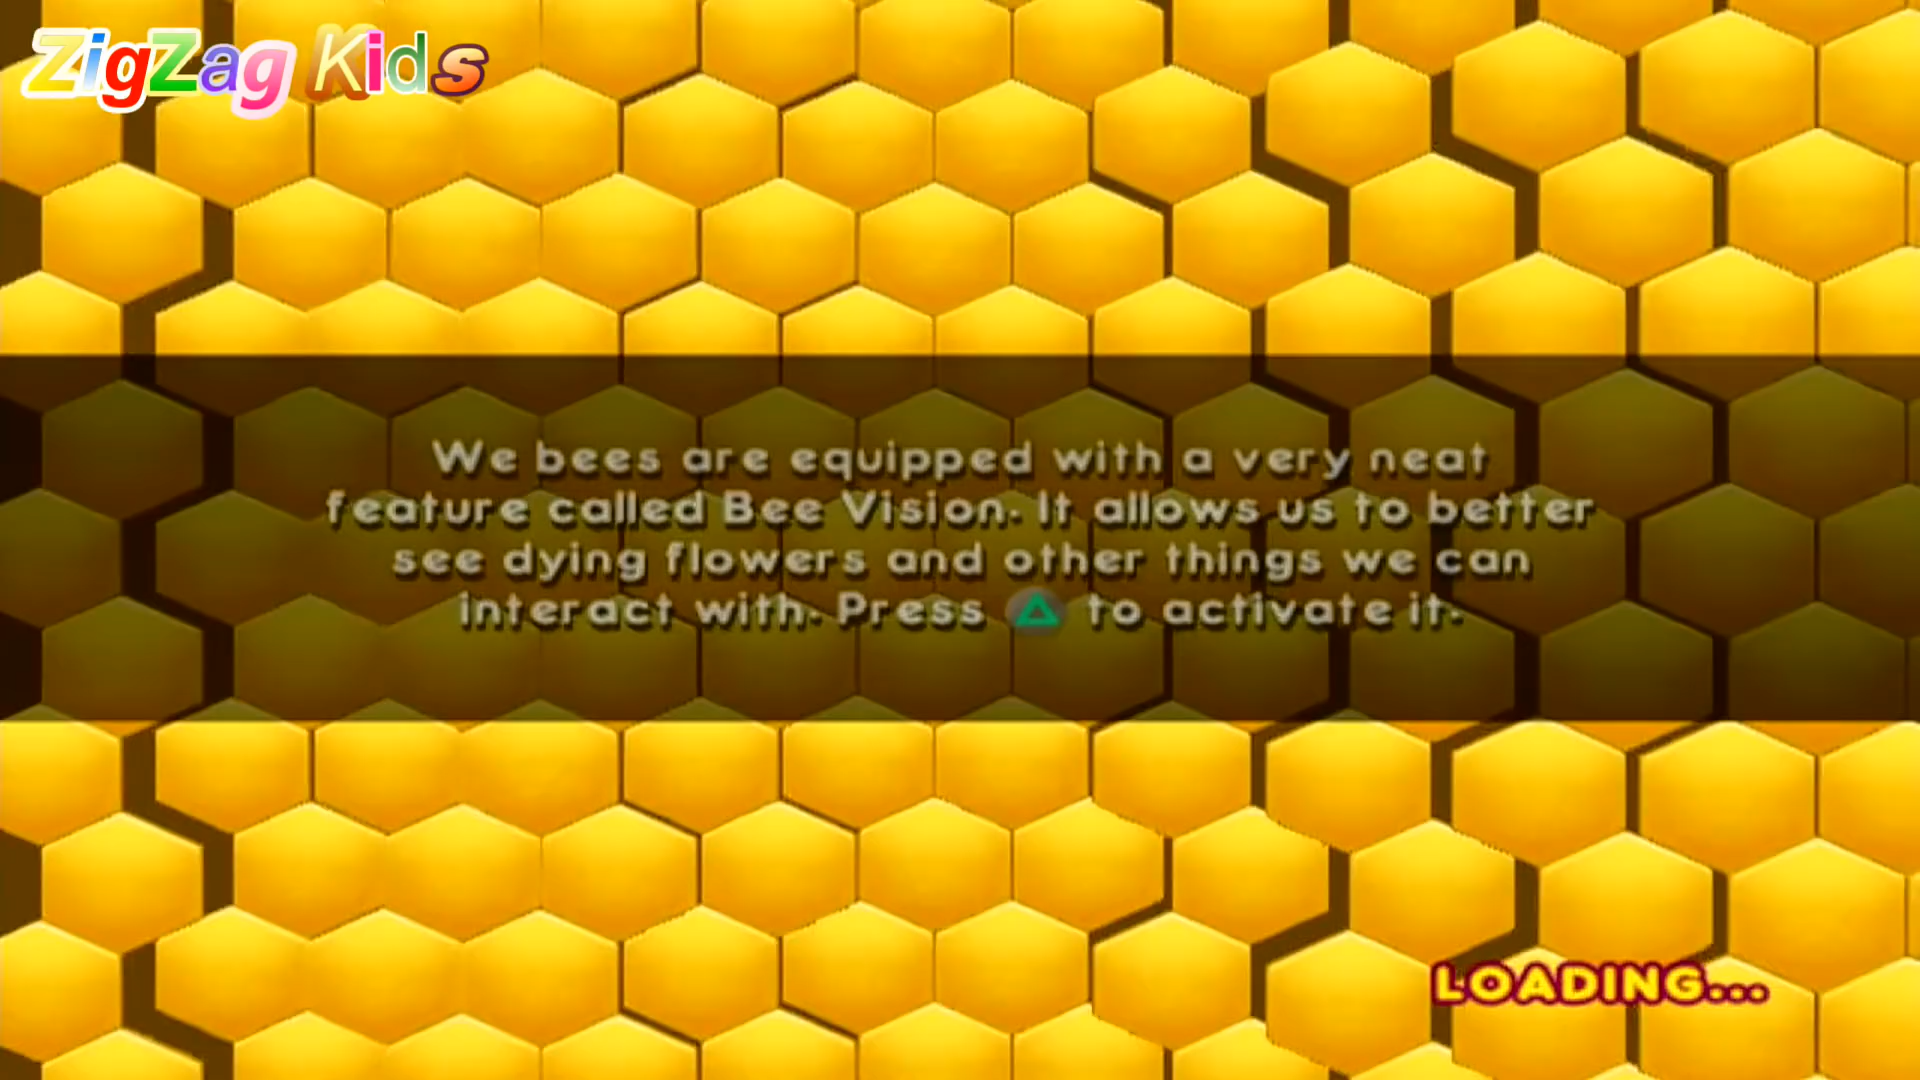 ZigZag Kids
We bees are equipped with a very neat
feature called Bee Vision. It allows us to better
see dying flowers and other things we can
interact with. Press △ to activate it.
LOADING...